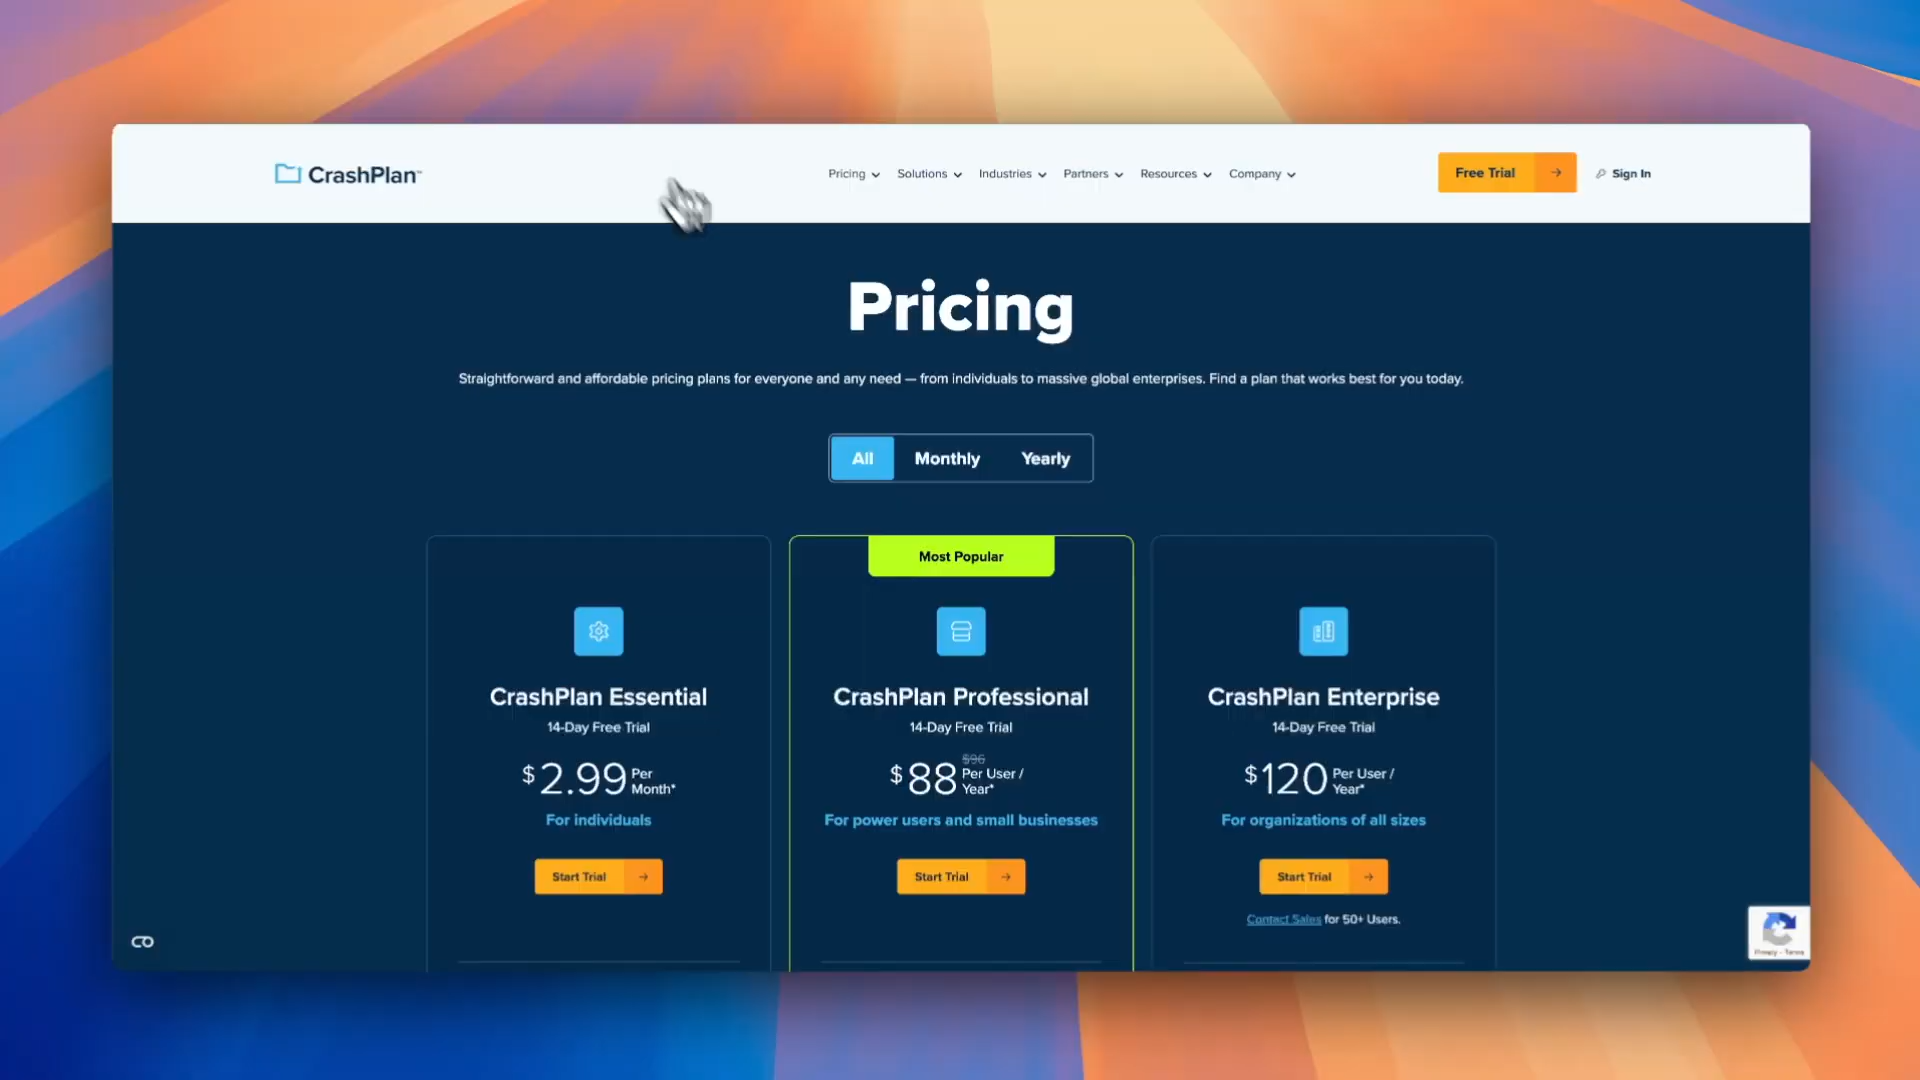 CrashPlan™
Pricing
Solutions
Industries
Partners
Resources
Company
Free Trial
Sign In
Pricing
Straightforward and affordable pricing plans for everyone and any need — from individuals to massive global enterprises. Find a plan that works best for you today.
All
Monthly
Yearly
CrashPlan Essential
14-Day Free Trial
$2.99 Per Month*
For individuals
Start Trial
Most Popular
CrashPlan Professional
14-Day Free Trial
$96
$88 Per User / Year*
For power users and small businesses
Start Trial
CrashPlan Enterprise
14-Day Free Trial
$120 Per User / Year*
For organizations of all sizes
Start Trial
Contact Sales for 50+ Users.
Privacy - Terms